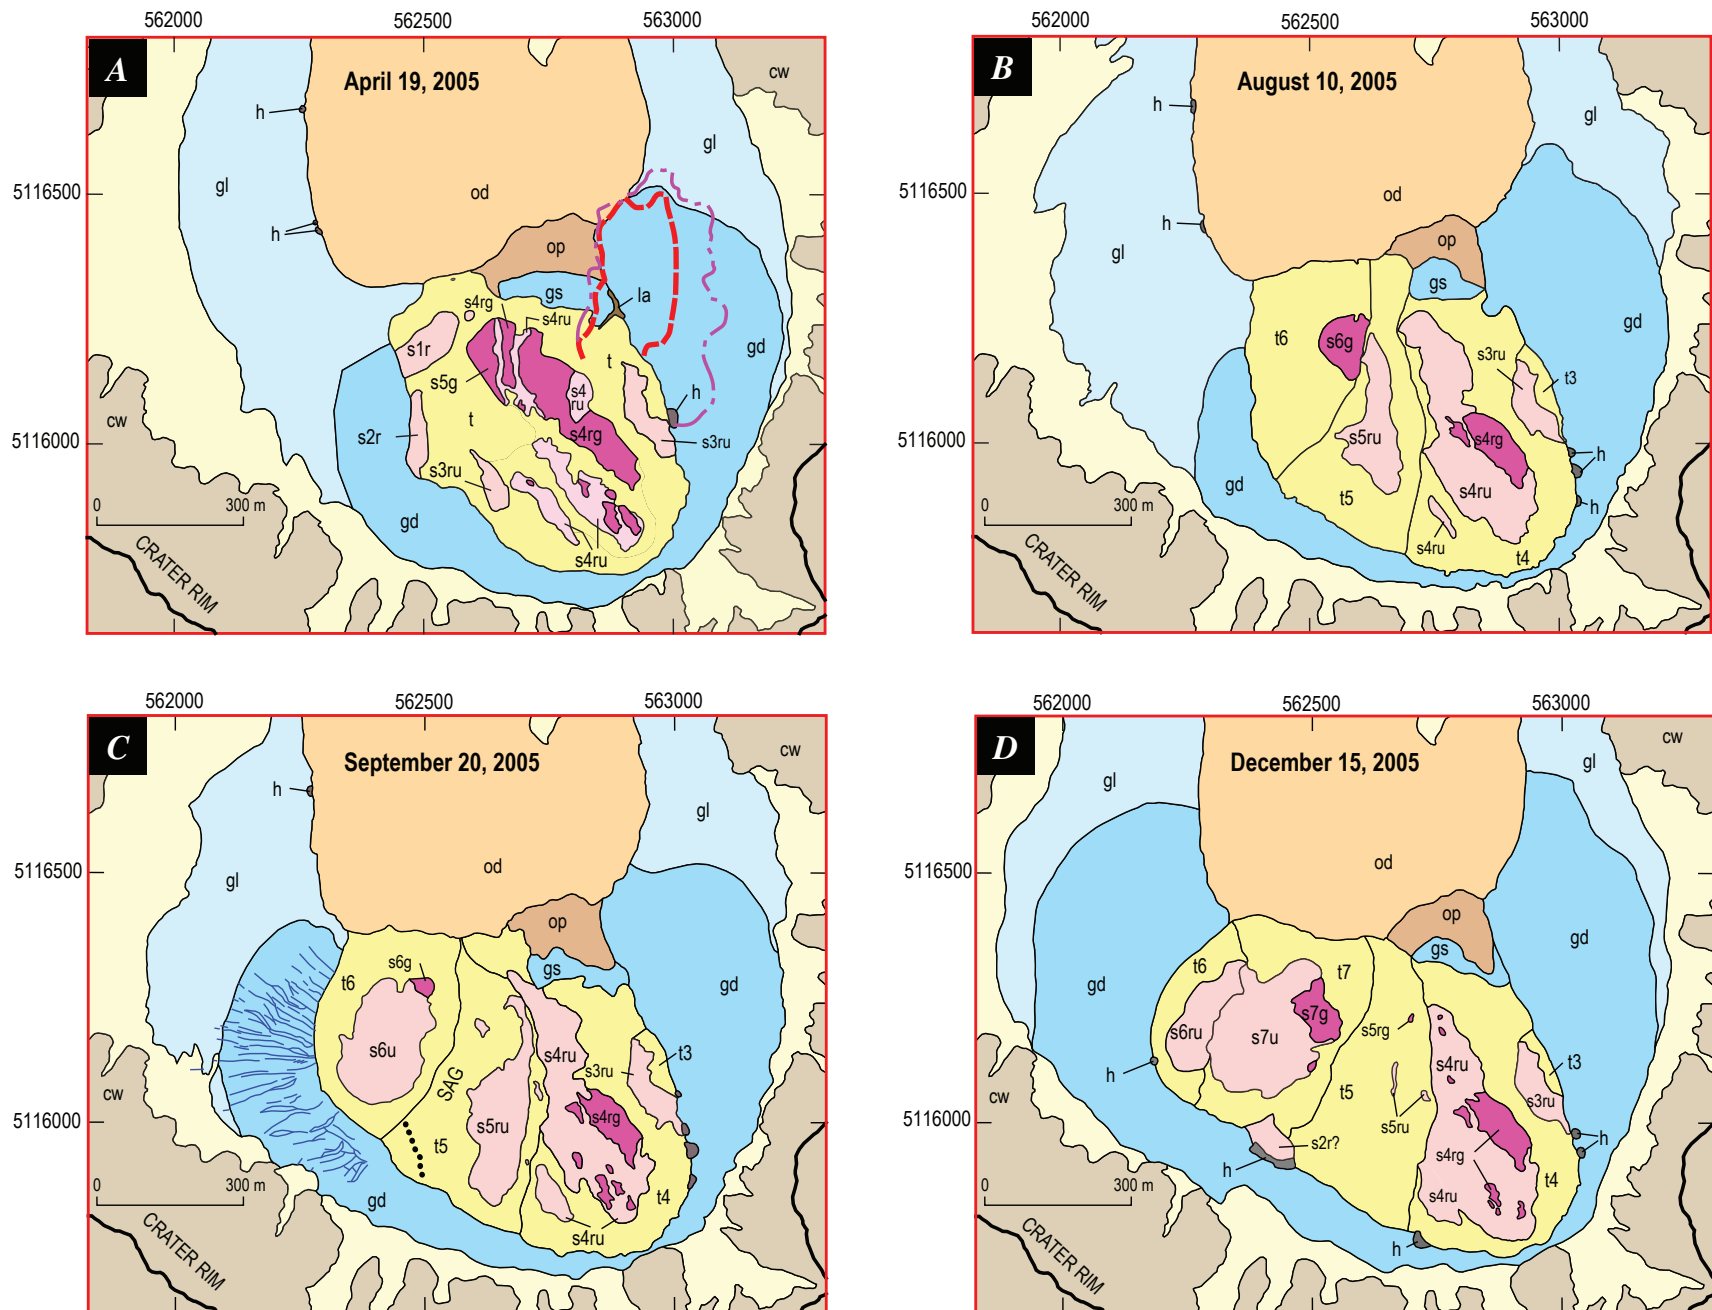 562000 562500 563000
562000 562500 563000
A
April 19, 2005
cw
B
August 10, 2005
h
gl
h
gl
gl
od
5116500
od
5116500
h
h
op
op
gl
gs
la
gs
s4rg
s4ru
gd
t6
s6g
s3ru
gd
t
s1r
s5g
s4
ru
h
t3
t
cw
s2r
s4rg
s3ru
s5ru
s4rg
5116000
5116000
s3ru
h
0 300 m
gd
s4ru
CRATER RIM
0 300 m
gd
t5
s4ru
s4ru
h
t4
CRATER RIM
562000 562500 563000
562000 562500 563000
C
September 20, 2005
cw
D
December 15, 2005
cw
h
gl
gl
gl
gl
od
od
5116500
5116500
op
op
gs
gs
s6g
t6
gd
gd
t6
t7
gd
s7g
s5rg
s6u
s4ru
t3
s3ru
s6ru
s7u
s4ru
t3
SAG
cw
h
t5
s3ru
cw
s4rg
5116000
5116000
t5
s5ru
s5ru
h
s2r?
h
s4rg
0 300 m
gd
t4
s4ru
CRATER RIM
0 300 m
s4ru
t4
h
CRATER RIM